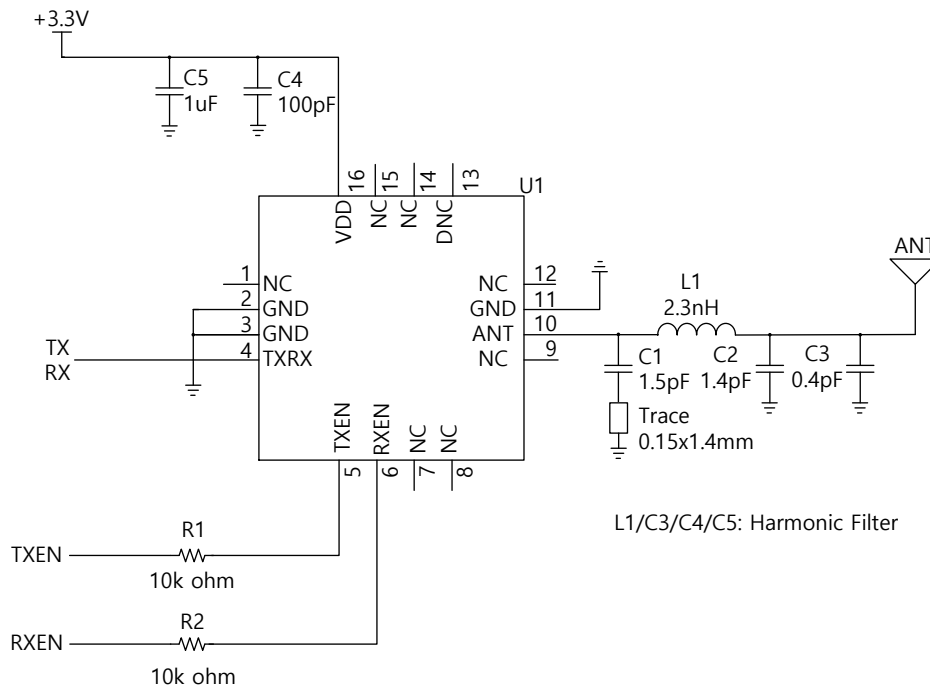 +3.3V
C5
1uF
C4
100pF
U1
16
15
14
13
VDD
NC
NC
DNC
1
NC
2
GND
3
GND
4
TXRX
TX
RX
NC
12
GND
11
ANT
10
NC
9
TXEN
RXEN
NC
NC
5
6
7
8
ANT
L1
2.3nH
C1
1.5pF
C2
1.4pF
C3
0.4pF
Trace
0.15x1.4mm
L1/C3/C4/C5: Harmonic Filter
TXEN
R1
10k ohm
RXEN
R2
10k ohm